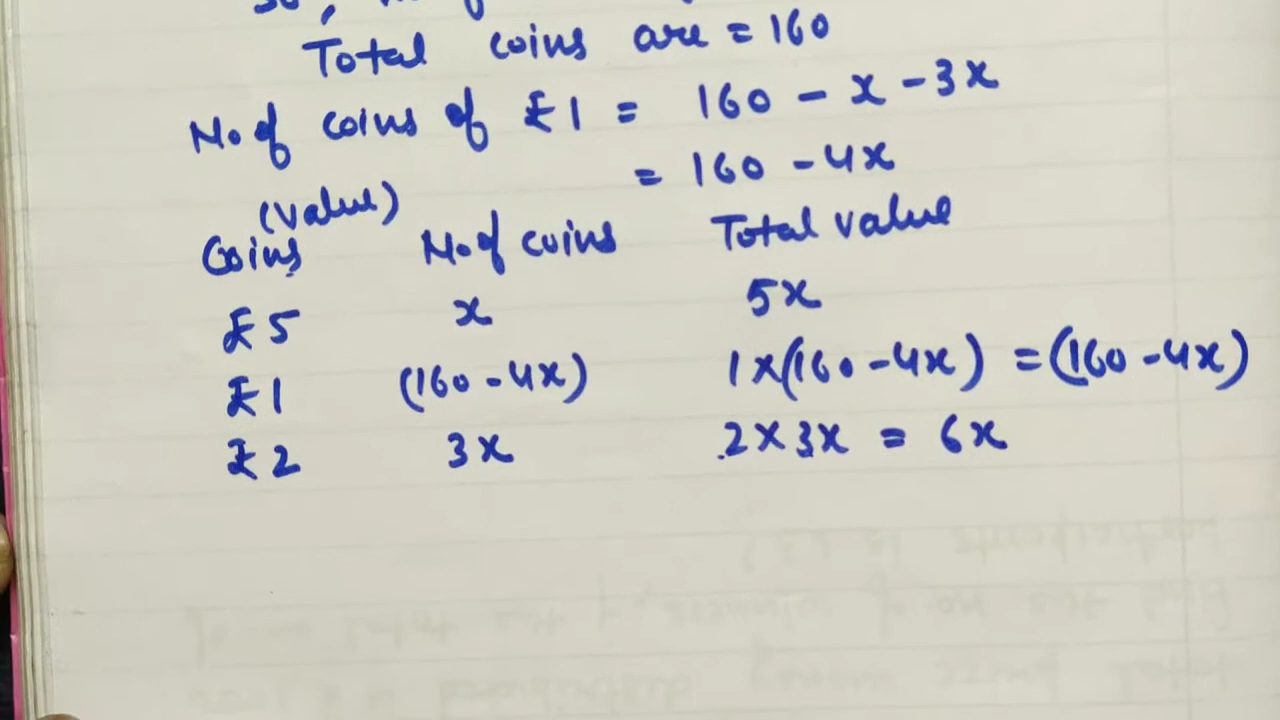 Total coins are = 160
No. of coins of ₹1 = 160 - x - 3x
= 160 - 4x
(value)
Coins No. of coins Total value
₹5 x 5x
₹1 (160 - 4x) 1x(160 - 4x) = (160 - 4x)
₹2 3x 2x3x = 6x